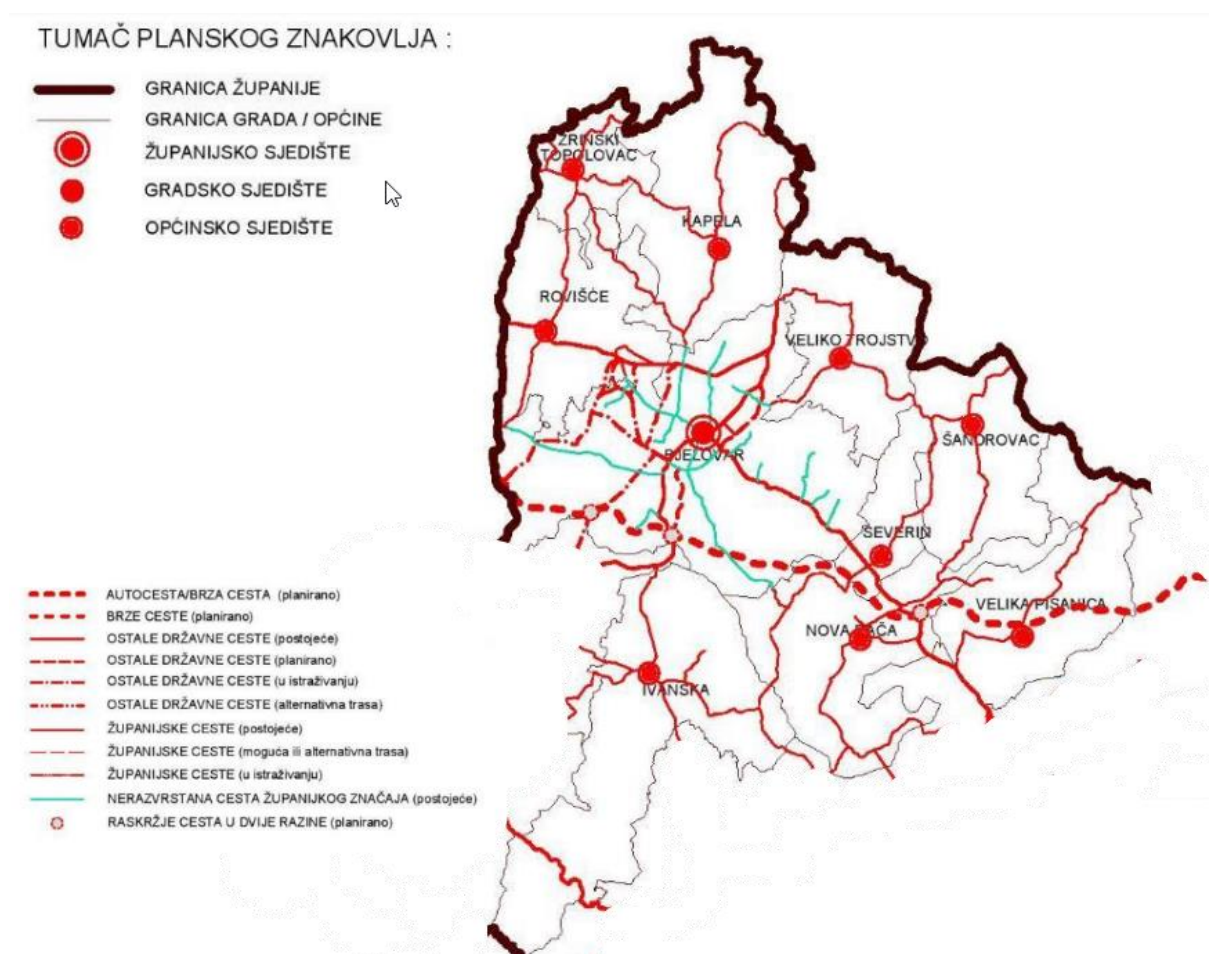 TUMAČ PLANSKOG ZNAKOVLJA :
GRANICA ŽUPANIJE
GRANICA GRADA / OPĆINE
ŽUPANIJSKO SJEDIŠTE
GRADSKO SJEDIŠTE
OPĆINSKO SJEDIŠTE
ZRINSKI
TOPOLOVAC
KAPELA
ROVIŠĆE
VELIKO TROJSTVO
ŠANDROVAC
BJELOVAR
SEVERIN
VELIKA PISANICA
NOVA RAČA
IVANSKA
AUTOCESTA/BRZA CESTA (planirano)
BRZE CESTE (planirano)
OSTALE DRŽAVNE CESTE (postojeće)
OSTALE DRŽAVNE CESTE (planirano)
OSTALE DRŽAVNE CESTE (u istraživanju)
OSTALE DRŽAVNE CESTE (alternativna trasa)
ŽUPANIJSKE CESTE (postojeće)
ŽUPANIJSKE CESTE (moguća ili alternativna trasa)
ŽUPANIJSKE CESTE (u istraživanju)
NERAZVRSTANA CESTA ŽUPANIJKOG ZNAČAJA (postojeće)
RASKRŽJE CESTA U DVIJE RAZINE (planirano)